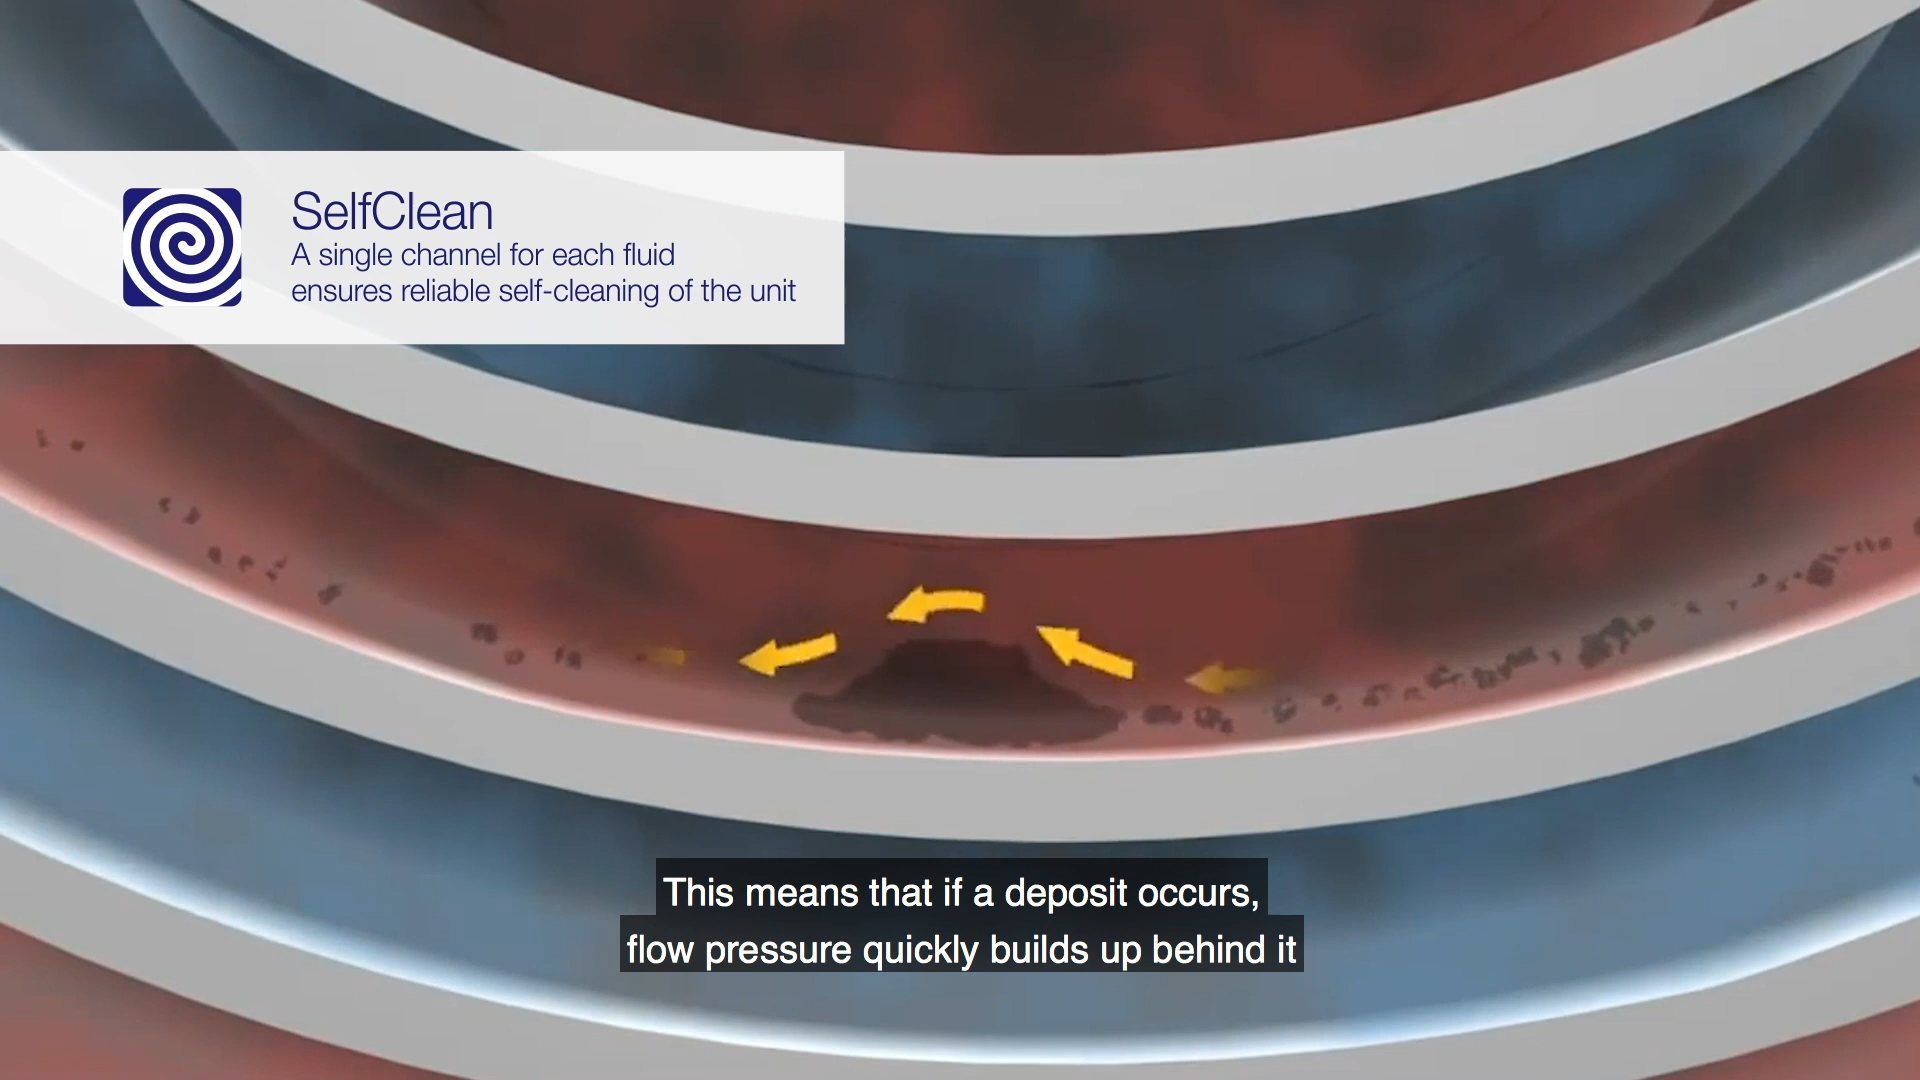 SelfClean
A single channel for each fluid
ensures reliable self-cleaning of the unit
This means that if a deposit occurs,
flow pressure quickly builds up behind it